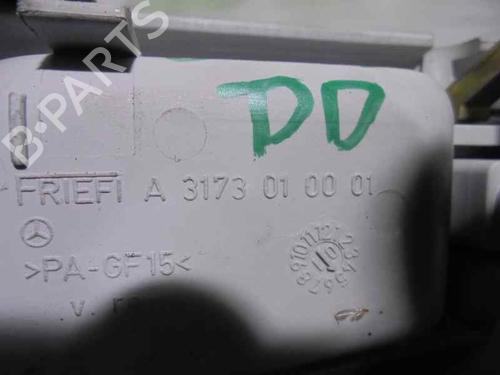 DD
B-PARTS
FRIEFI A 3173 01 00 01
>PA-GF15<